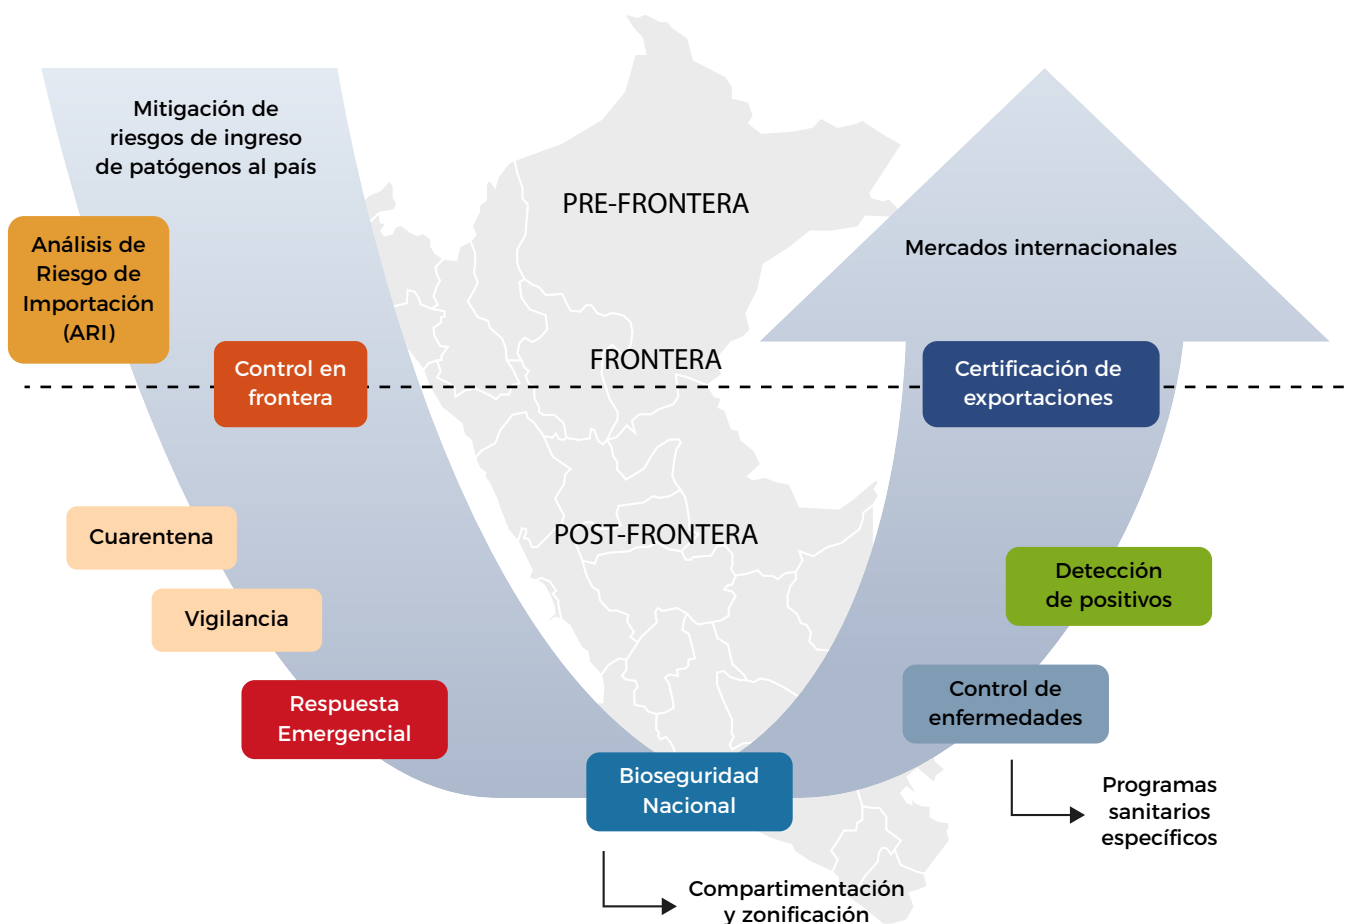 Mitigación de
riesgos de ingreso
de patógenos al país
PRE-FRONTERA
Análisis de
Riesgo de
Importación
(ARI)
Mercados internacionales
Control en
frontera
FRONTERA
Certificación de
exportaciones
Cuarentena
POST-FRONTERA
Detección
de positivos
Vigilancia
Respuesta
Emergencial
Control de
enfermedades
Bioseguridad
Nacional
Programas
sanitarios
específicos
Compartimentación
y zonificación